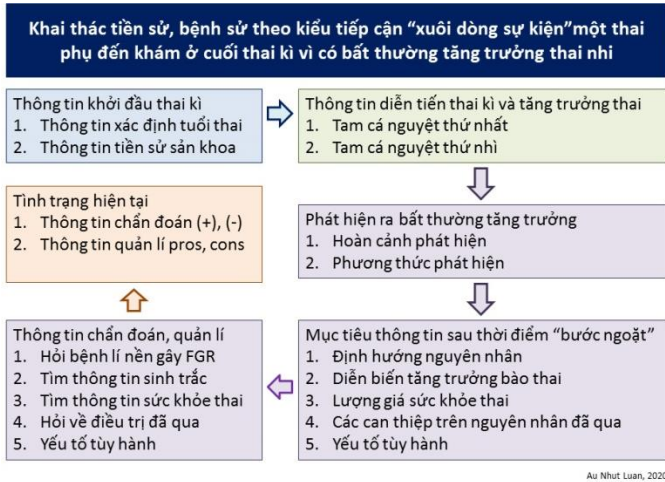 Khai thác tiền sử, bệnh sử theo kiểu tiếp cận “xuôi dòng sự kiện”một thai
phụ đến khám ở cuối thai kì vì có bất thường tăng trưởng thai nhi
Thông tin khởi đầu thai kì
1. Thông tin xác định tuổi thai
2. Thông tin tiền sử sản khoa
Thông tin diễn tiến thai kì và tăng trưởng thai
1. Tam cá nguyệt thứ nhất
2. Tam cá nguyệt thứ nhì
Phát hiện ra bất thường tăng trưởng
1. Hoàn cảnh phát hiện
2. Phương thức phát hiện
Mục tiêu thông tin sau thời điểm “bước ngoặt”
1. Định hướng nguyên nhân
2. Diễn biến tăng trưởng bào thai
3. Lượng giá sức khỏe thai
4. Các can thiệp trên nguyên nhân đã qua
5. Yếu tố tùy hành
Thông tin chẩn đoán, quản lí
1. Hỏi bệnh lí nền gây FGR
2. Tìm thông tin sinh trắc
3. Tìm thông tin sức khỏe thai
4. Hỏi về điều trị đã qua
5. Yếu tố tùy hành
Tình trạng hiện tại
1. Thông tin chẩn đoán (+), (-)
2. Thông tin quản lí pros, cons
Au Nhut Luan, 2020